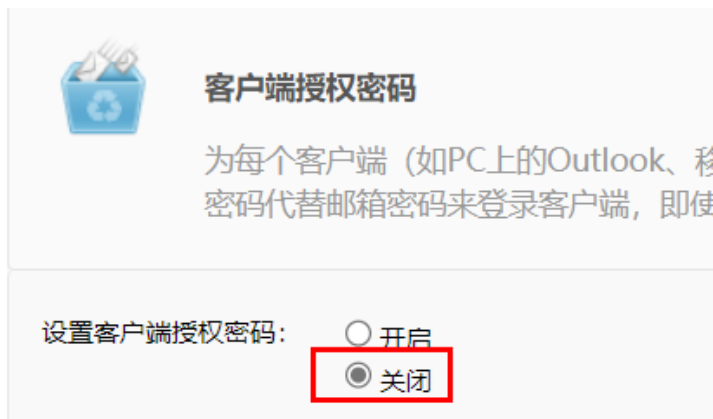 客户端授权密码
为每个客户端（如PC上的Outlook、移
密码代替邮箱密码来登录客户端，即使
设置客户端授权密码：
开启
关闭